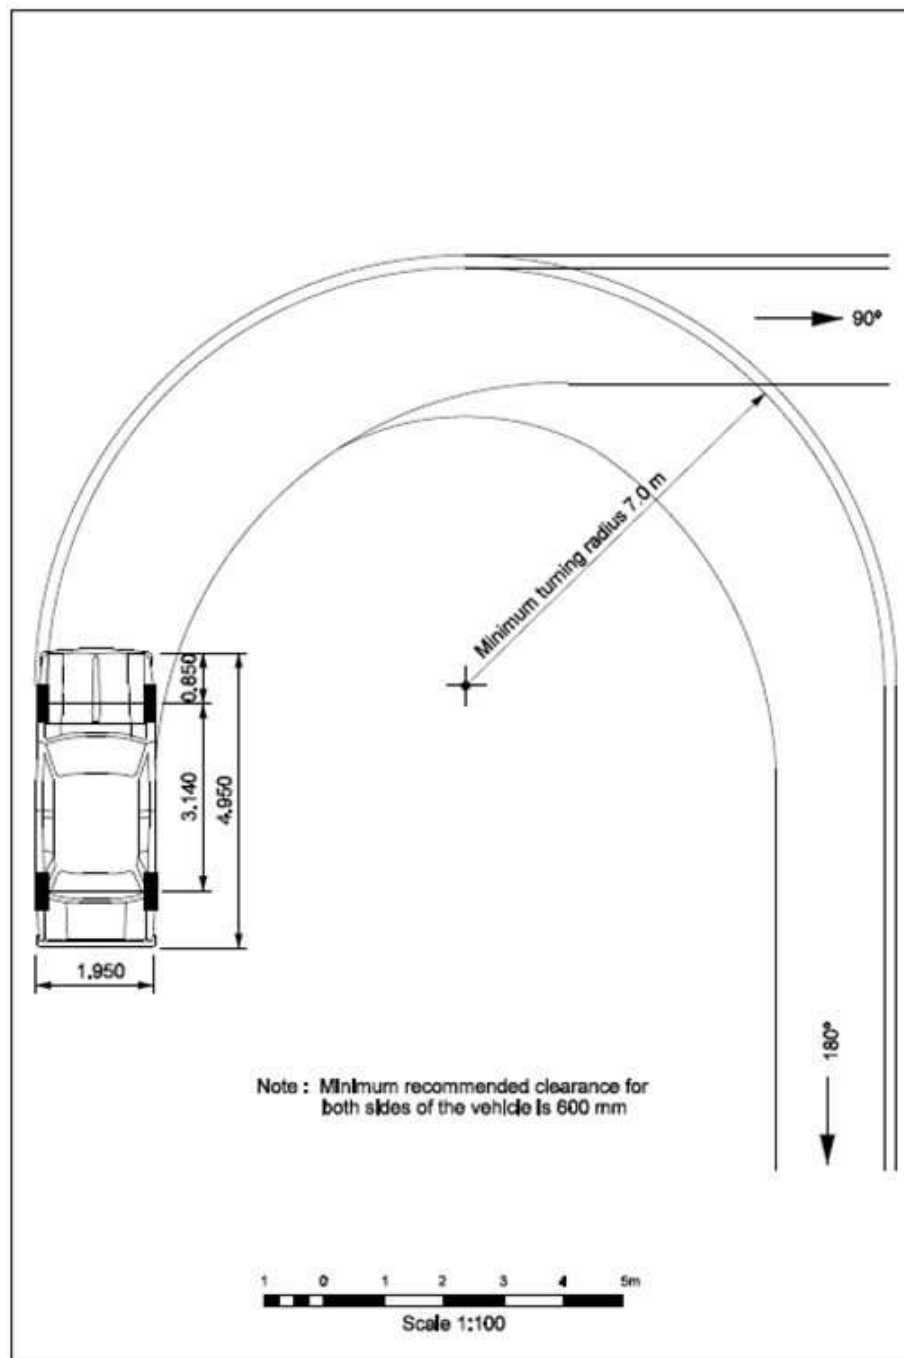 90°
Minimum turning radius 7.0 m
0.850
3.140
4.950
1.950
180°
Note : Minimum recommended clearance for
both sides of the vehicle is 600 mm
1 0 1 2 3 4 5m
Scale 1:100